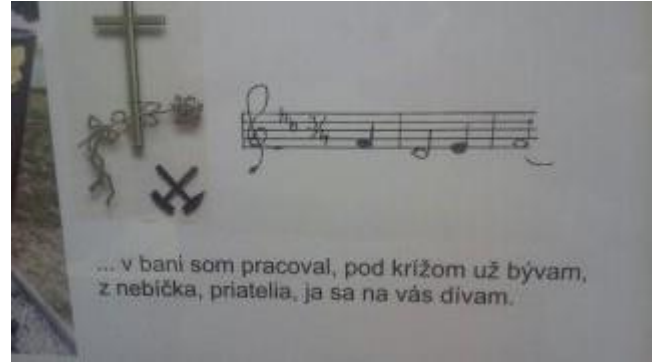 ... v bani som pracoval, pod krížom už bývam,
z nebíčka, priatelia, ja sa na vás dívam.